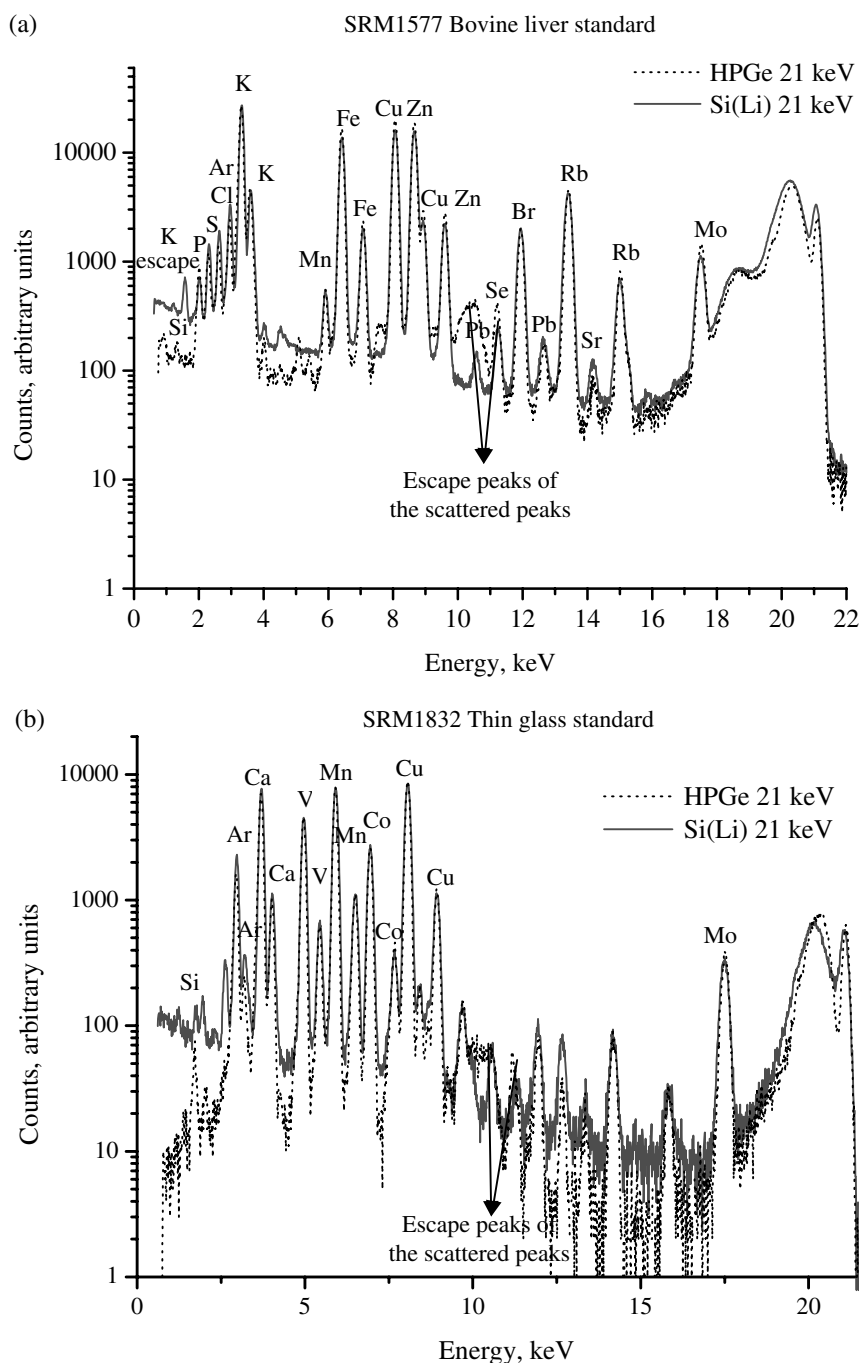 (a)
SRM1577 Bovine liver standard
HPGe 21 keV
Si(Li) 21 keV
K
Ar
Cl
K
K
escape
P
S
Si
Mn
Fe
Fe
Cu Zn
Cu Zn
Pb
Se
Br
Pb
Rb
Sr
Rb
Mo
Escape peaks of
the scattered peaks
10000
1000
100
10
1
Counts, arbitrary units
0 2 4 6 8 10 12 14 16 18 20 22
Energy, keV
(b)
SRM1832 Thin glass standard
HPGe 21 keV
Si(Li) 21 keV
Si
Ar
Ar
Ca
Ca
V
V
Mn
Mn
Co
Co
Cu
Cu
Mo
Escape peaks of
the scattered peaks
10000
1000
100
10
1
Counts, arbitrary units
0 5 10 15 20
Energy, keV